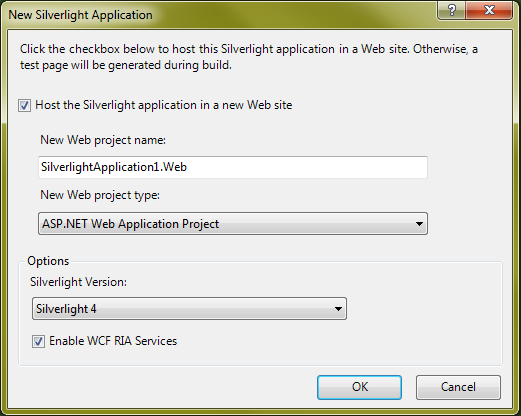 New Silverlight Application
?
Click the checkbox below to host this Silverlight application in a Web site. Otherwise, a
test page will be generated during build.
Host the Silverlight application in a new Web site
New Web project name:
SilverlightApplication1.Web
New Web project type:
ASP.NET Web Application Project
Options
Silverlight Version:
Silverlight 4
Enable WCF RIA Services
OK Cancel